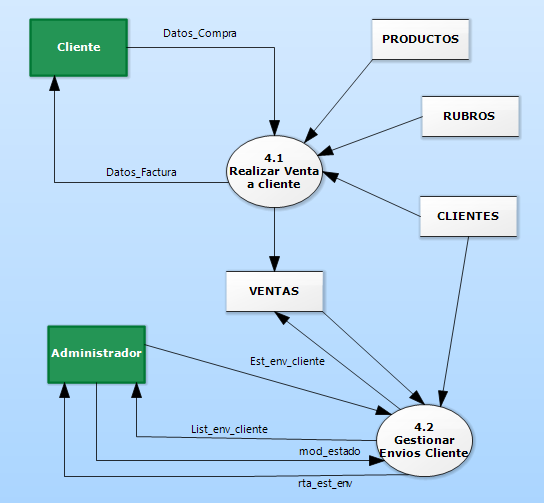 Cliente
Datos_Compra
PRODUCTOS
RUBROS
4.1
Realizar Venta
a cliente
Datos_Factura
CLIENTES
VENTAS
Administrador
Est_env_cliente
List_env_cliente
4.2
Gestionar
Envios Cliente
mod_estado
rta_est_env